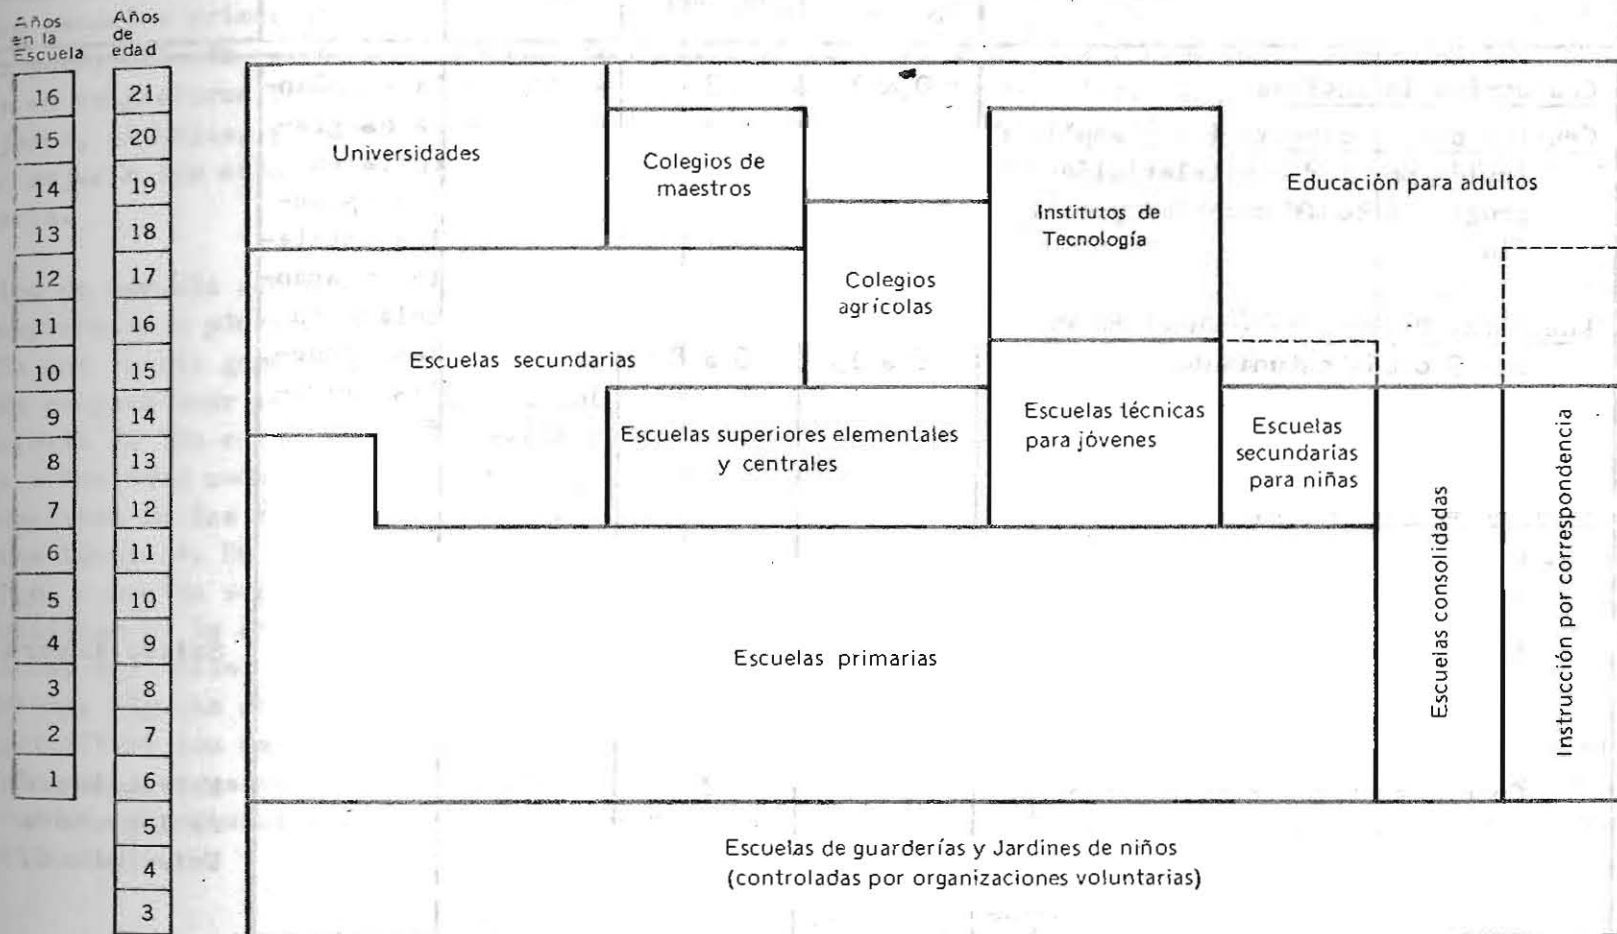 Años
en la
Escuela
Años
de
edad
16
15
14
13
12
11
10
9
8
7
6
5
4
3
2
1
21
20
19
18
17
16
15
14
13
12
11
10
9
8
7
6
5
4
3
Universidades
Colegios de
maestros
Institutos de
Tecnología
Educación para adultos
Colegios
agrícolas
Escuelas secundarias
Escuelas superiores elementales
y centrales
Escuelas técnicas
para jóvenes
Escuelas
secundarias
para niñas
Escuelas consolidadas
Instrucción por correspondencia
Escuelas primarias
Escuelas de guarderías y Jardines de niños
(controladas por organizaciones voluntarias)